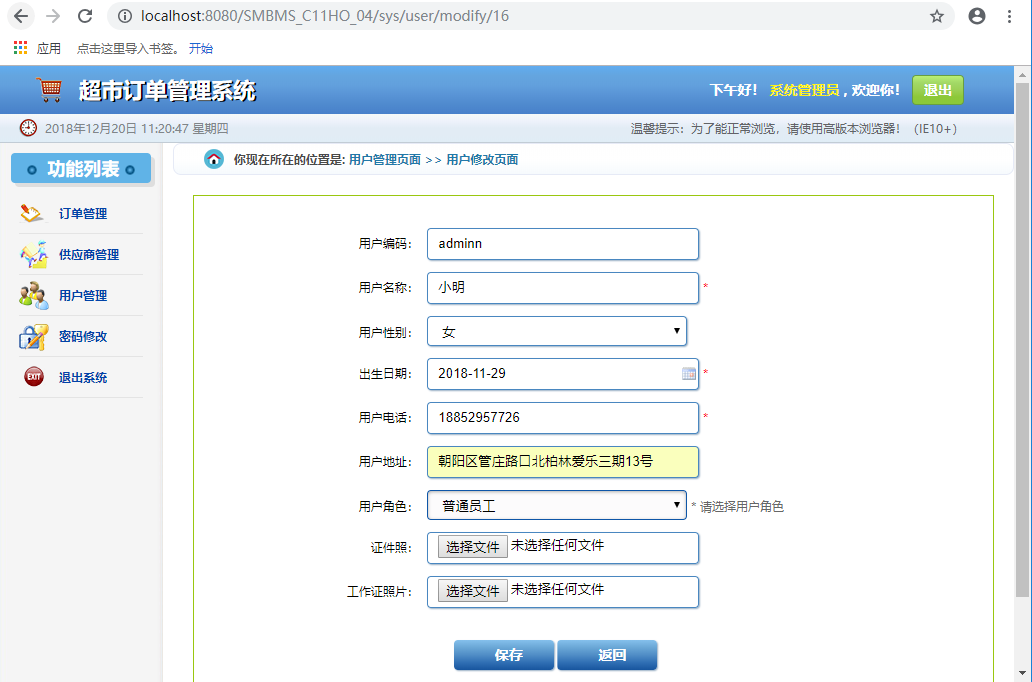 localhost:8080/SMBMS_C11HO_04/sys/user/modify/16
应用 点击这里导入书签。 开始
超市订单管理系统
下午好! 系统管理员 , 欢迎你! 退出
2018年12月20日 11:20:47 星期四
温馨提示: 为了能正常浏览, 请使用高版本浏览器! (IE10+)
功能列表
你现在所在的位置是: 用户管理页面 >> 用户修改页面
订单管理
供应商管理
用户管理
密码修改
EXIT 退出系统
用户编码: adminn
用户名称: 小明 *
用户性别: 女
出生日期: 2018-11-29 *
用户电话: 18852957726 *
用户地址: 朝阳区管庄路口北柏林爱乐三期13号
用户角色: 普通员工 * 请选择用户角色
证件照: 选择文件 未选择任何文件
工作证照片: 选择文件 未选择任何文件
保存 返回